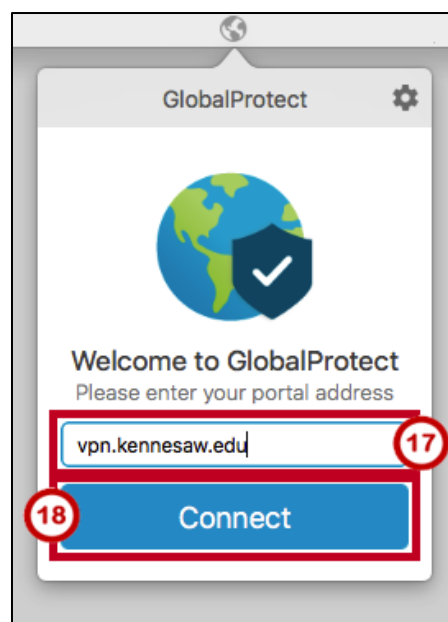 GlobalProtect
Welcome to GlobalProtect
Please enter your portal address
vpn.kennesaw.edu
17
18
Connect